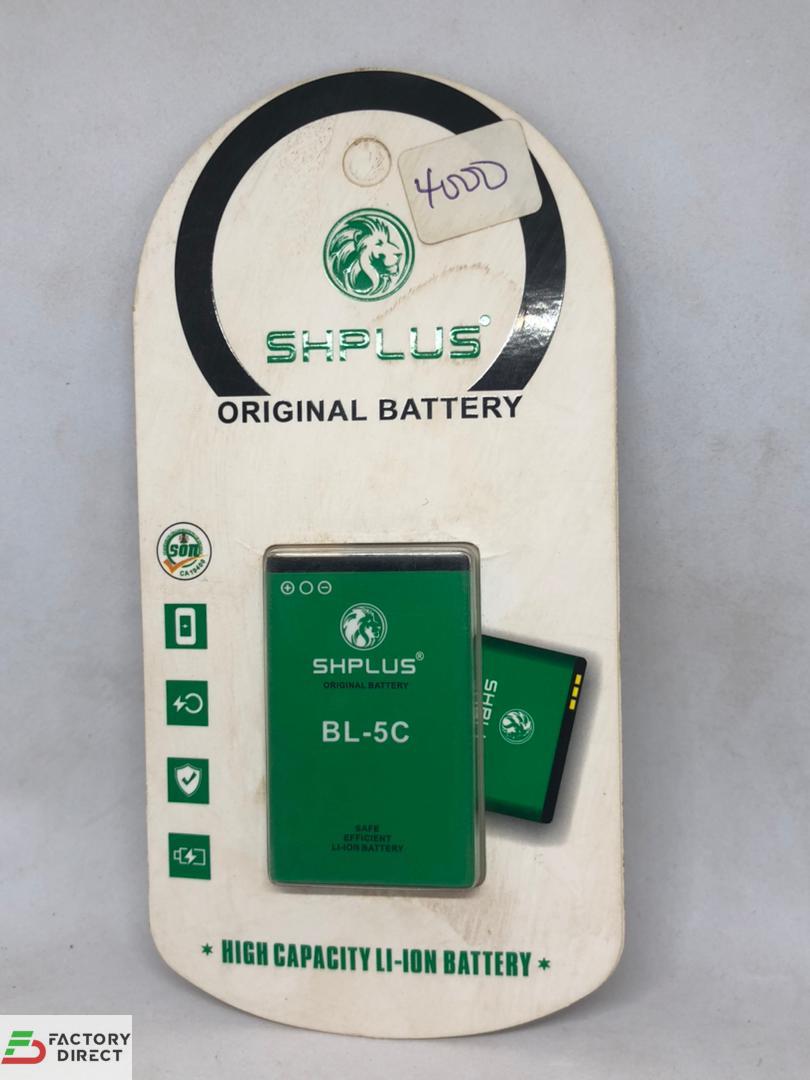 4000
SHPLUS
ORIGINAL BATTERY
SON
SHPLUS®
ORIGINAL BATTERY
BL-5C
SAFE
EFFICIENT
LI-ION BATTERY
SHPLU
* HIGH CAPACITY LI-ION BATTERY *
FACTORY
DIRECT